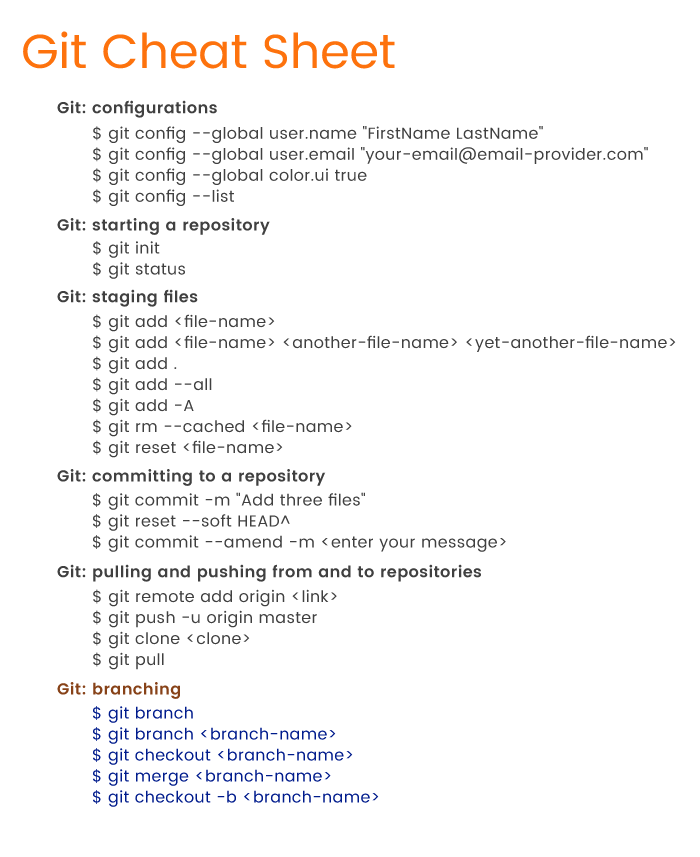 Git Cheat Sheet
Git: configurations
$ git config --global user.name "FirstName LastName"
$ git config --global user.email "your-email@email-provider.com"
$ git config --global color.ui true
$ git config --list
Git: starting a repository
$ git init
$ git status
Git: staging files
$ git add <file-name>
$ git add <file-name> <another-file-name> <yet-another-file-name>
$ git add .
$ git add --all
$ git add -A
$ git rm --cached <file-name>
$ git reset <file-name>
Git: committing to a repository
$ git commit -m "Add three files"
$ git reset --soft HEAD^
$ git commit --amend -m <enter your message>
Git: pulling and pushing from and to repositories
$ git remote add origin <link>
$ git push -u origin master
$ git clone <clone>
$ git pull
Git: branching
$ git branch
$ git branch <branch-name>
$ git checkout <branch-name>
$ git merge <branch-name>
$ git checkout -b <branch-name>